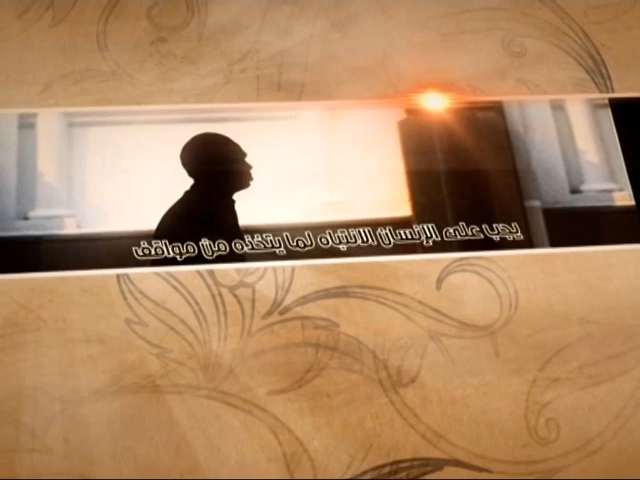 يجب على الإنسان الانتباه لما يتخذه من مواقف